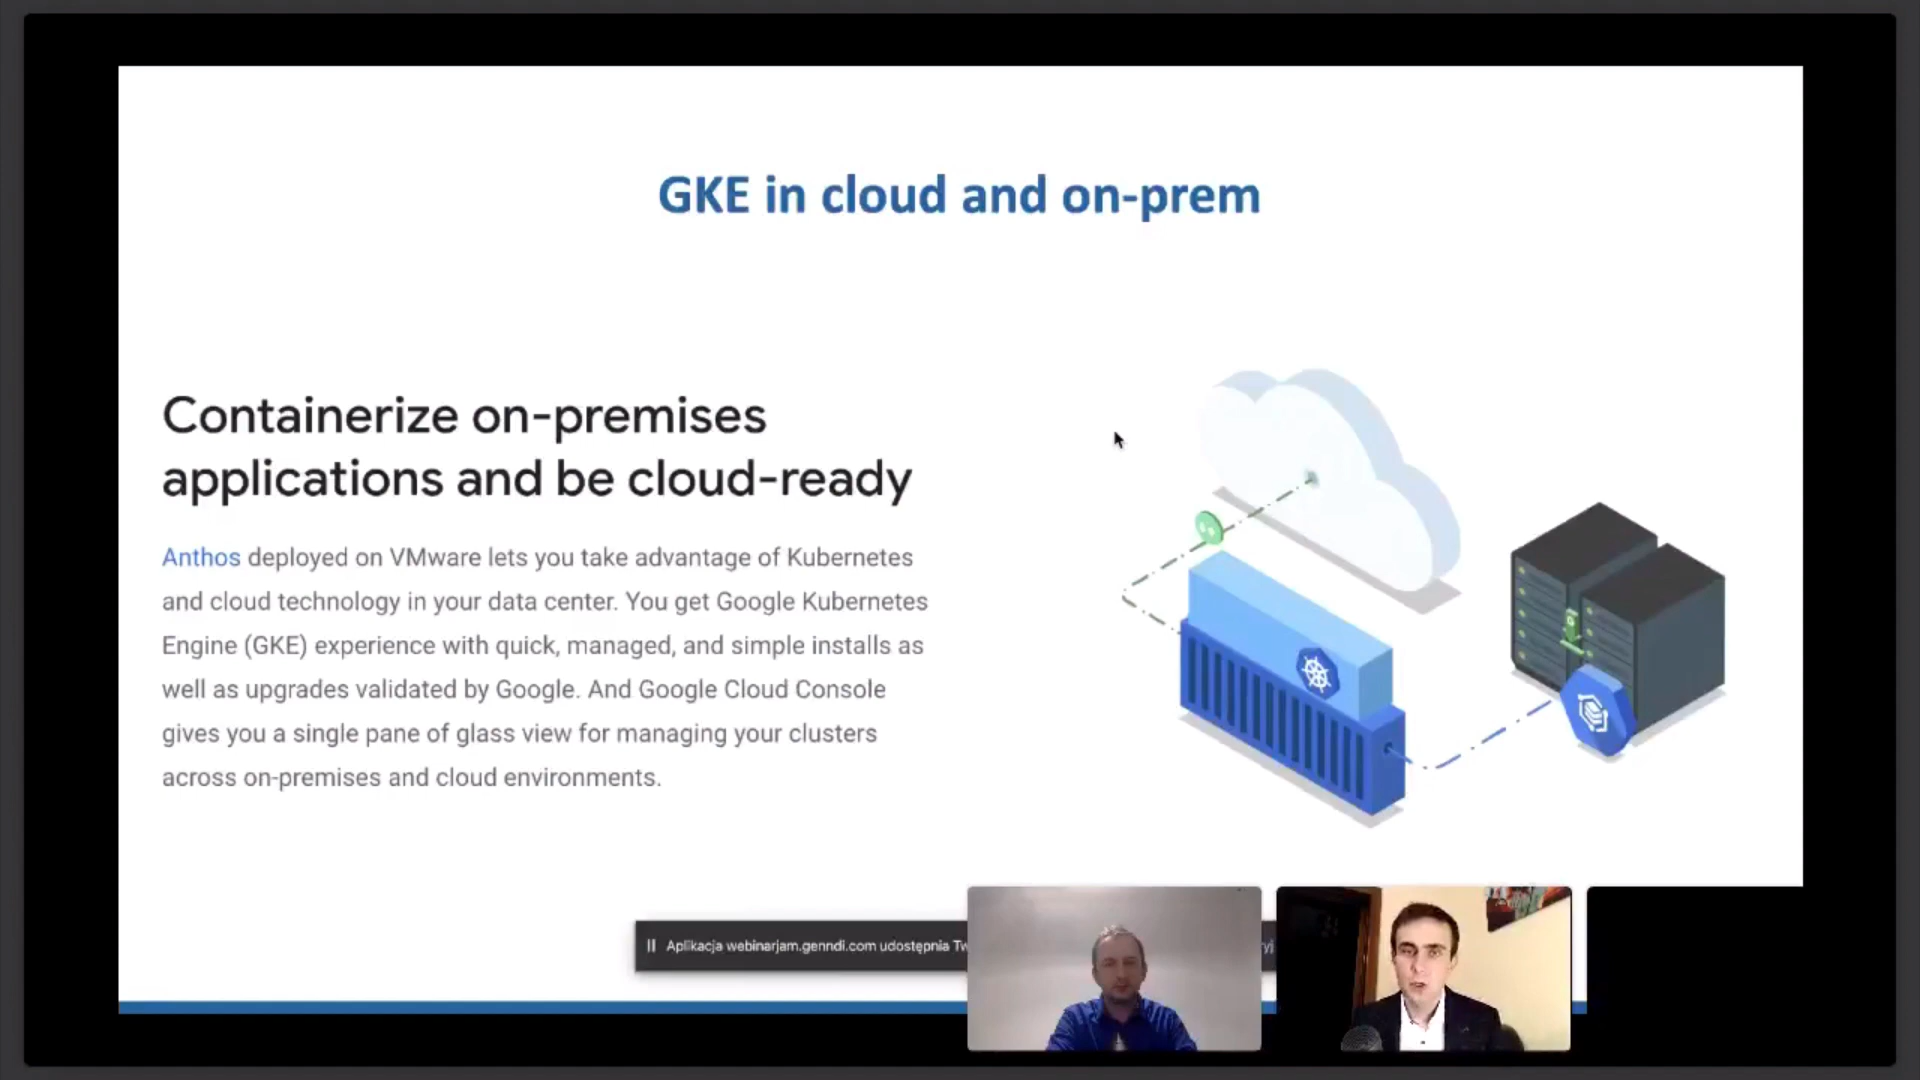 GKE in cloud and on-prem
Containerize on-premises
applications and be cloud-ready
Anthos deployed on VMware lets you take advantage of Kubernetes
and cloud technology in your data center. You get Google Kubernetes
Engine (GKE) experience with quick, managed, and simple installs as
well as upgrades validated by Google. And Google Cloud Console
gives you a single pane of glass view for managing your clusters
across on-premises and cloud environments.
Aplikacja webinarjam.genndi.com udostępnia